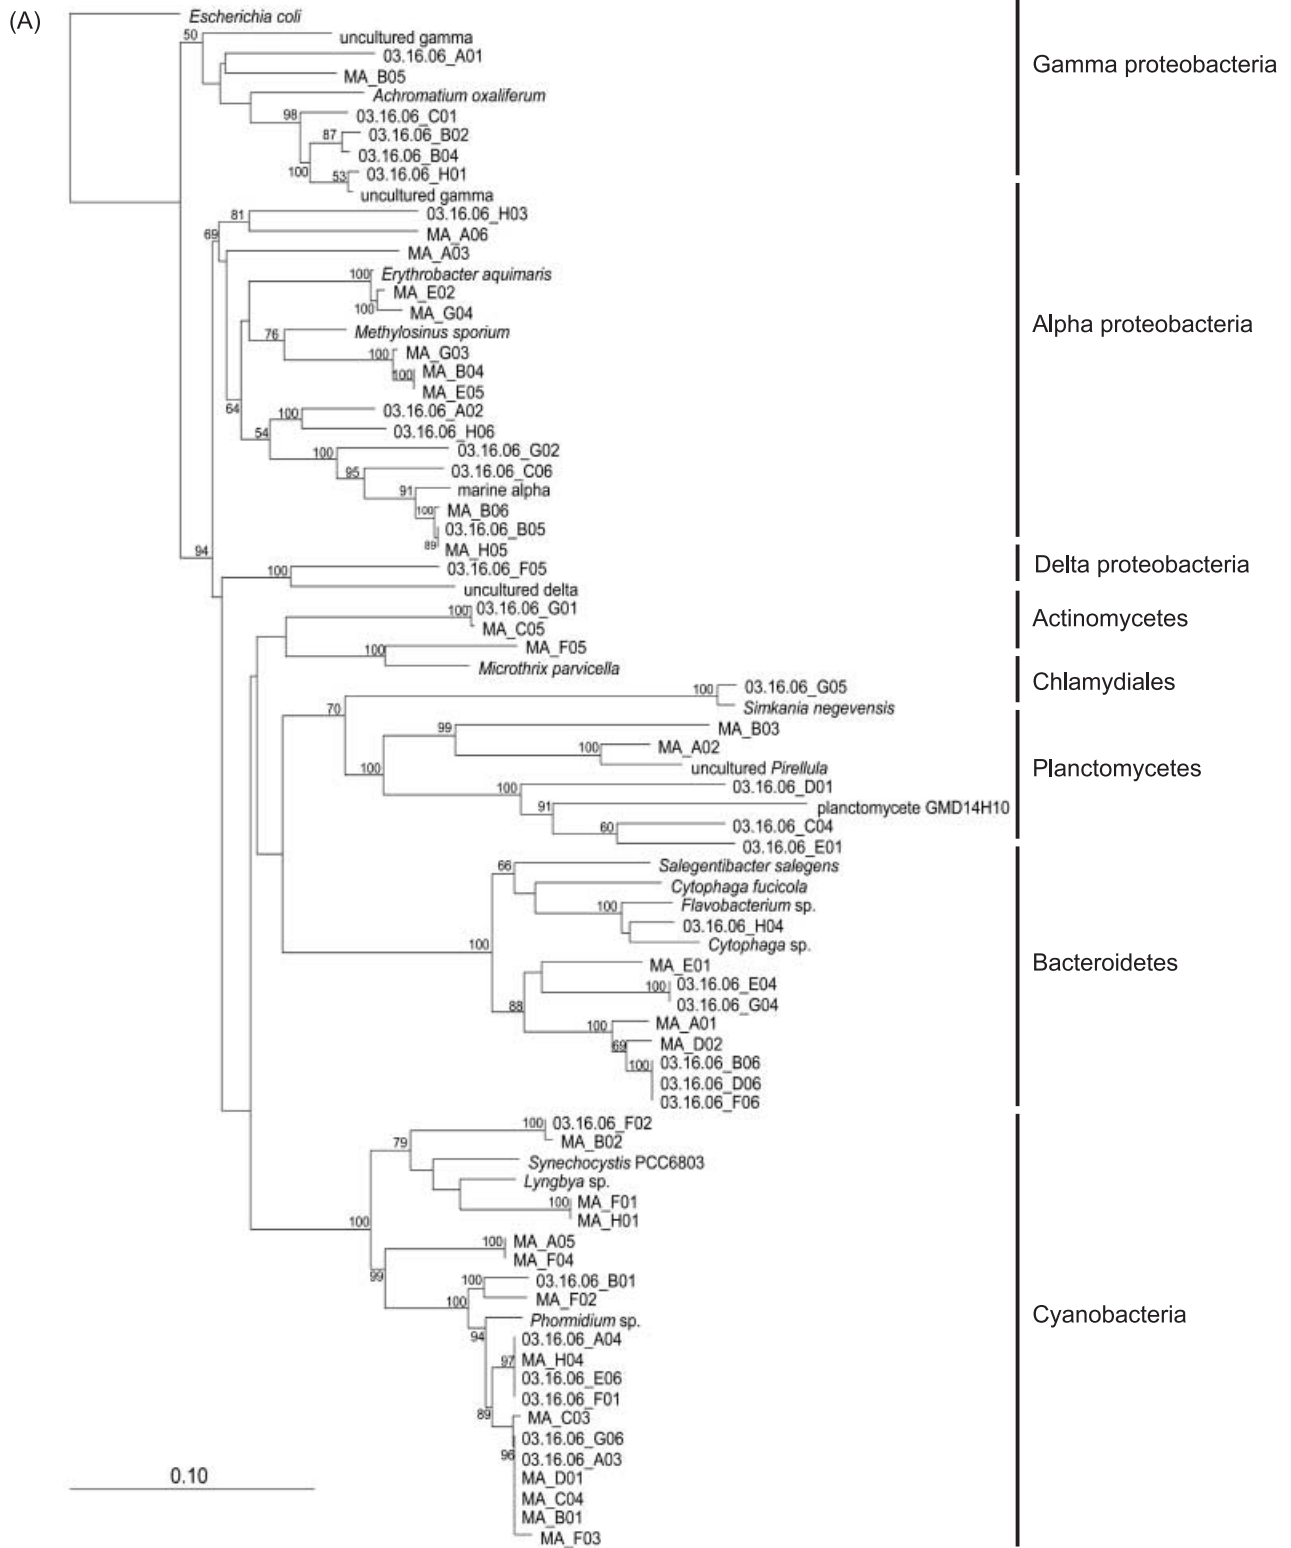 (A)
Escherichia coli
50
uncultured gamma
03.16.06_A01
MA_B05
Achromatium oxaliferum
98
03.16.06_C01
87
03.16.06_B02
03.16.06_B04
100
53
03.16.06_H01
uncultured gamma
Gamma proteobacteria
81
03.16.06_H03
69
MA_A06
MA_A03
100
Erythrobacter aquimaris
MA_E02
100
MA_G04
76
Methylosinus sporium
100
MA_G03
100
MA_B04
MA_E05
64
100
03.16.06_A02
54
03.16.06_H06
100
03.16.06_G02
95
03.16.06_C06
91
marine alpha
100
MA_B06
03.16.06_B05
89
MA_H05
Alpha proteobacteria
94
100
03.16.06_F05
uncultured delta
Delta proteobacteria
100
03.16.06_G01
MA_C05
MA_F05
100
Microthrix parvicella
Actinomycetes
100
03.16.06_G05
70
Simkania negevensis
Chlamydiales
99
MA_B03
100
MA_A02
100
uncultured Pirellula
100
03.16.06_D01
91
planctomycete GMD14H10
60
03.16.06_C04
03.16.06_E01
Planctomycetes
66
Salegentibacter salegens
Cytophaga fucicola
100
Flavobacterium sp.
03.16.06_H04
100
Cytophaga sp.
MA_E01
100
03.16.06_E04
88
03.16.06_G04
100
MA_A01
69
MA_D02
100
03.16.06_B06
03.16.06_D06
03.16.06_F06
Bacteroidetes
100
03.16.06_F02
79
MA_B02
Synechocystis PCC6803
Lyngbya sp.
100
MA_F01
100
MA_H01
100
MA_A05
MA_F04
99
100
03.16.06_B01
100
MA_F02
Phormidium sp.
94
03.16.06_A04
97
MA_H04
03.16.06_E06
03.16.06_F01
89
MA_C03
03.16.06_G06
96
03.16.06_A03
MA_D01
MA_C04
MA_B01
MA_F03
Cyanobacteria
0.10